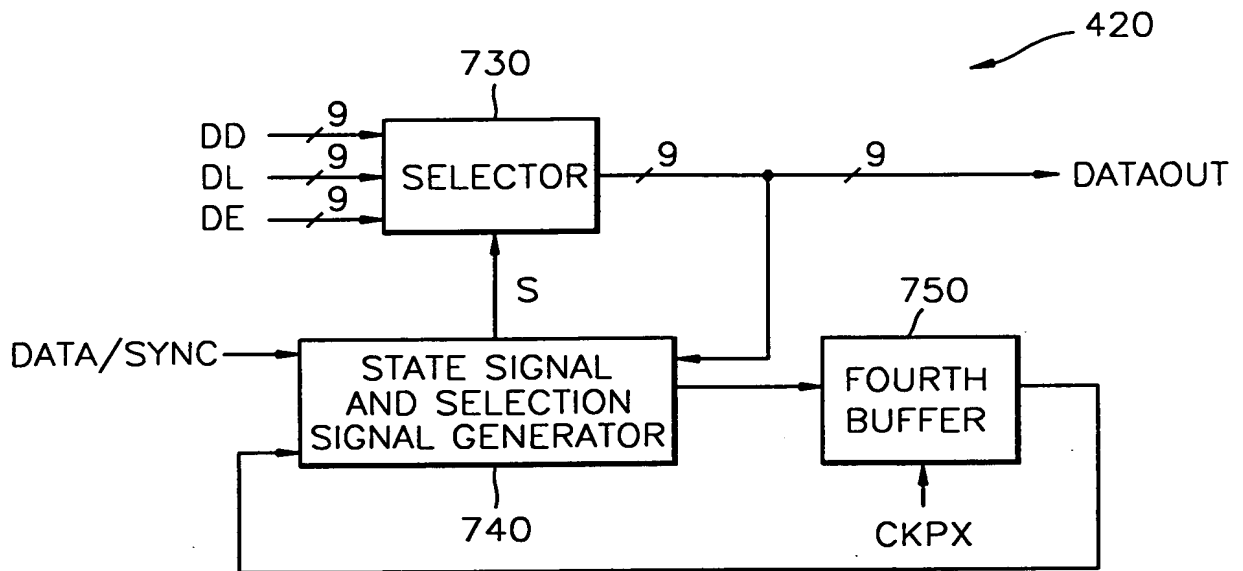 420
730
DD 9
DL 9
DE 9
SELECTOR
9
9
DATAOUT
S
750
DATA/SYNC
STATE SIGNAL
AND SELECTION
SIGNAL GENERATOR
FOURTH
BUFFER
740
CKPX